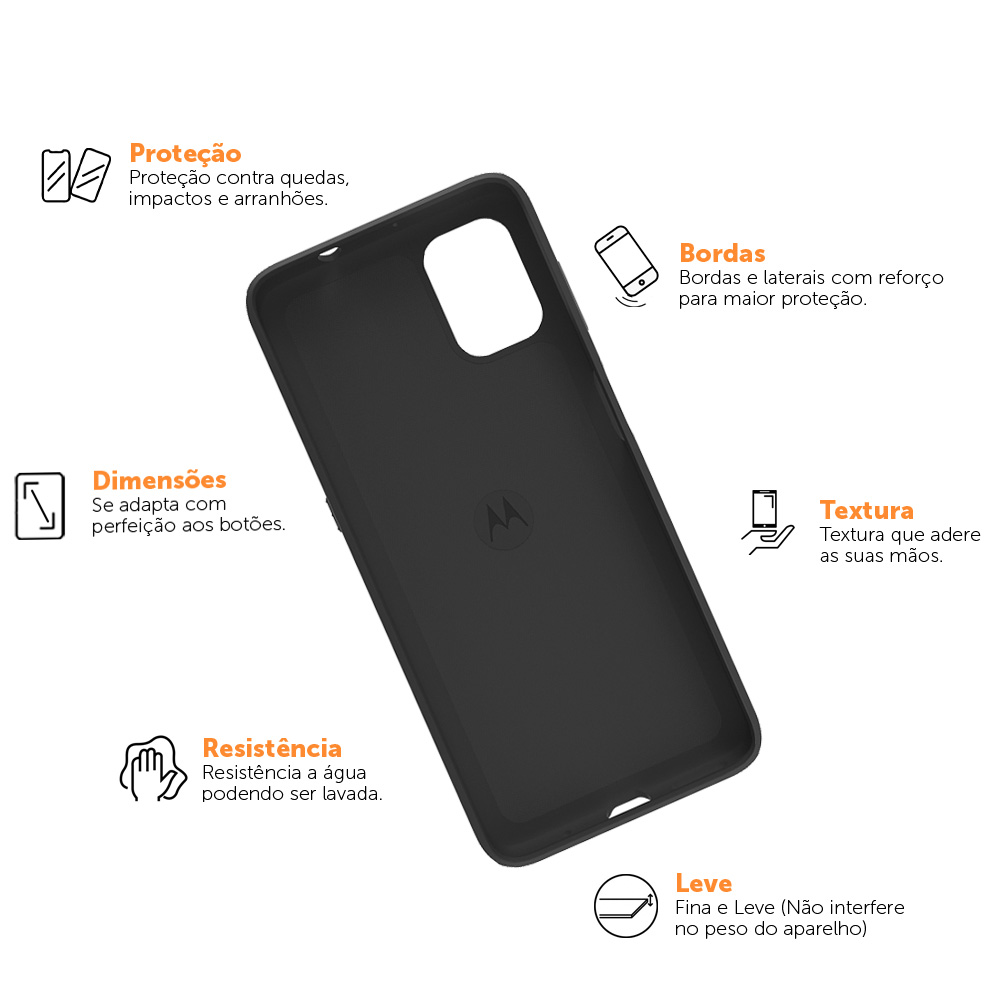 Proteção
Proteção contra quedas,
impactos e arranhões.
Bordas
Bordas e laterais com reforço
para maior proteção.
Dimensões
Se adapta com
perfeição aos botões.
Textura
Textura que adere
as suas mãos.
Resistência
Resistência a água
podendo ser lavada.
Leve
Fina e Leve (Não interfere
no peso do aparelho)